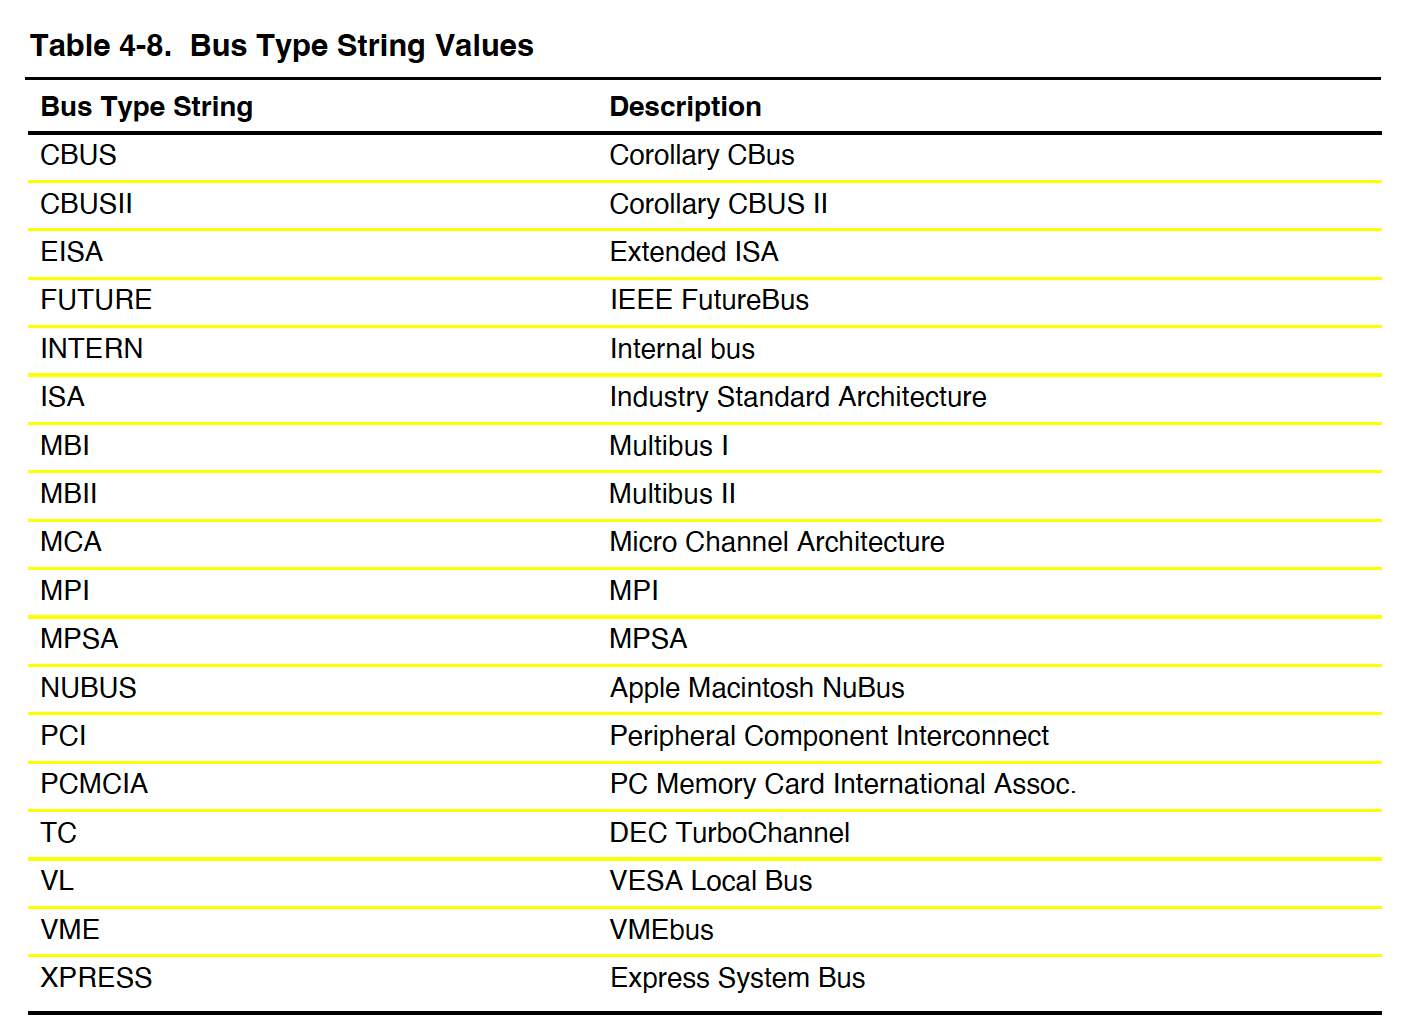 Table 4-8. Bus Type String Values
Bus Type String Description
CBUS Corollary CBus
CBUSII Corollary CBUS II
EISA Extended ISA
FUTURE IEEE FutureBus
INTERN Internal bus
ISA Industry Standard Architecture
MBI Multibus I
MBII Multibus II
MCA Micro Channel Architecture
MPI MPI
MPSA MPSA
NUBUS Apple Macintosh NuBus
PCI Peripheral Component Interconnect
PCMCIA PC Memory Card International Assoc.
TC DEC TurboChannel
VL VESA Local Bus
VME VMEbus
XPRESS Express System Bus